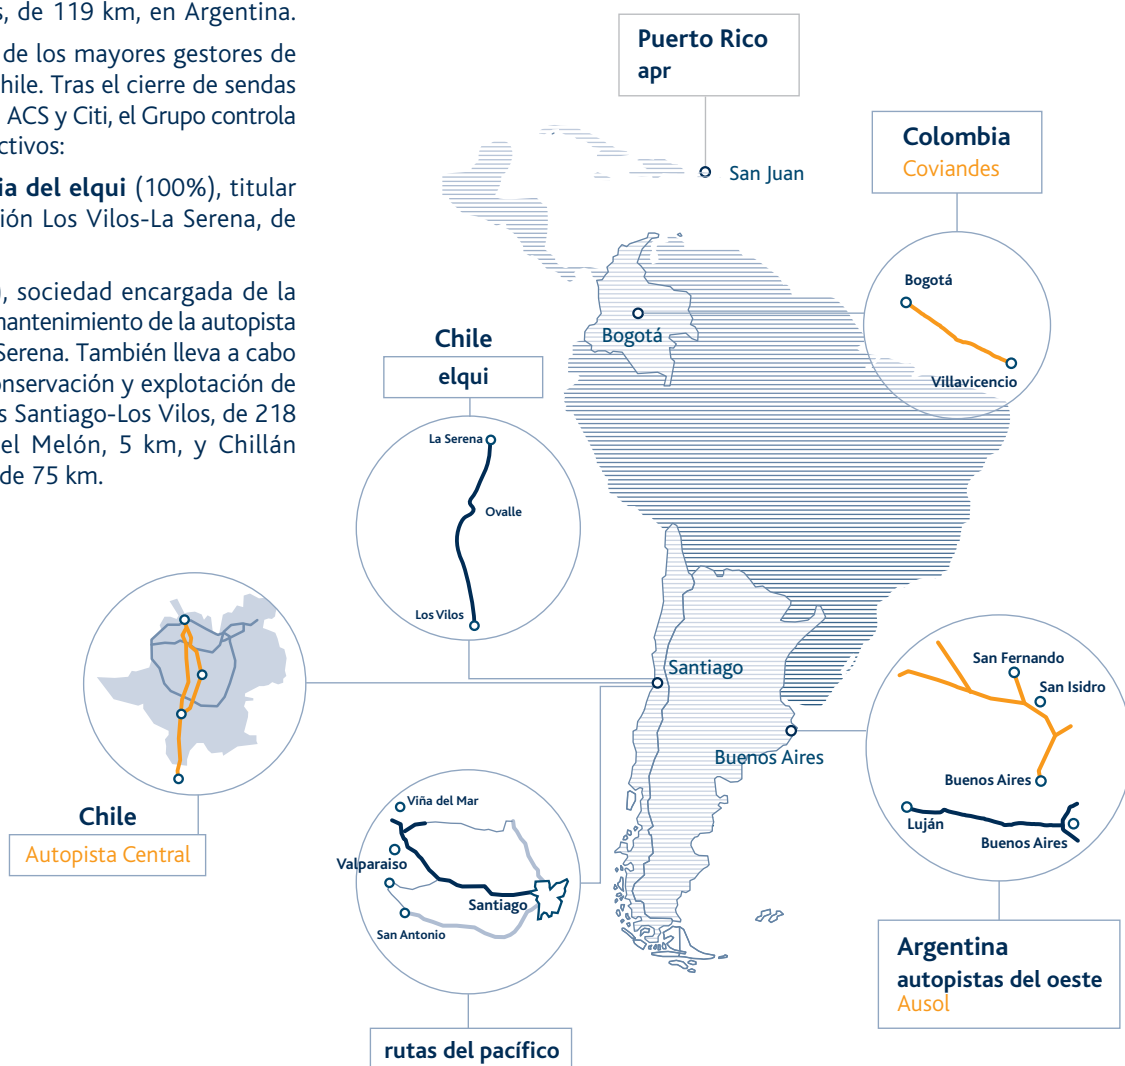 s, de 119 km, en Argentina.
de los mayores gestores de
hile. Tras el cierre de sendas
ACS y Citi, el Grupo controla
ctivos:
ia del elqui (100%), titular
ión Los Vilos-La Serena, de
), sociedad encargada de la
mantenimiento de la autopista
Serena. También lleva a cabo
onservación y explotación de
s Santiago-Los Vilos, de 218
el Melón, 5 km, y Chillán
de 75 km.
Puerto Rico
apr
San Juan
Colombia
Coviandes
Bogotá
Villavicencio
Bogotá
Chile
elqui
La Serena
Ovalle
Los Vilos
Santiago
Buenos Aires
San Fernando
San Isidro
Buenos Aires
Luján
Buenos Aires
Chile
Autopista Central
Viña del Mar
Valparaiso
Santiago
San Antonio
Argentina
autopistas del oeste
Ausol
rutas del pacífico